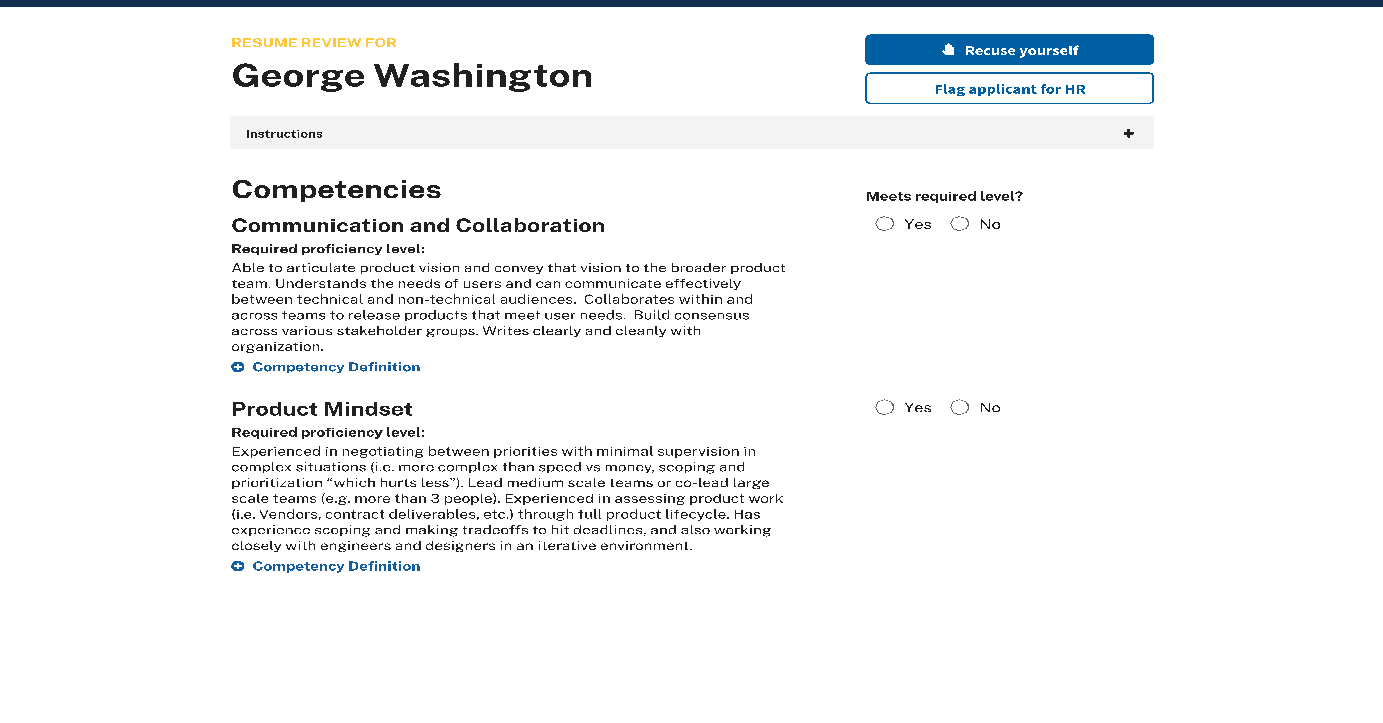 RESUME REVIEW FOR
George Washington
Recuse yourself
Flag applicant for HR
Instructions
Competencies
Meets required level?
Communication and Collaboration
Yes No
Required proficiency level:
Able to articulate product vision and convey that vision to the broader product
team. Understands the needs of users and can communicate effectively
between technical and non-technical audiences.  Collaborates within and
across teams to release products that meet user needs.  Build consensus
across various stakeholder groups. Writes clearly and cleanly with
organization.
Competency Definition
Product Mindset
Yes No
Required proficiency level:
Experienced in negotiating between priorities with minimal supervision in
complex situations (i.e. more complex than speed vs money, scoping and
prioritization “which hurts less”). Lead medium scale teams or co-lead large
scale teams (e.g. more than 3 people). Experienced in assessing product work
(i.e. Vendors, contract deliverables, etc.) through full product lifecycle. Has
experience scoping and making tradeoffs to hit deadlines, and also working
closely with engineers and designers in an iterative environment.
Competency Definition